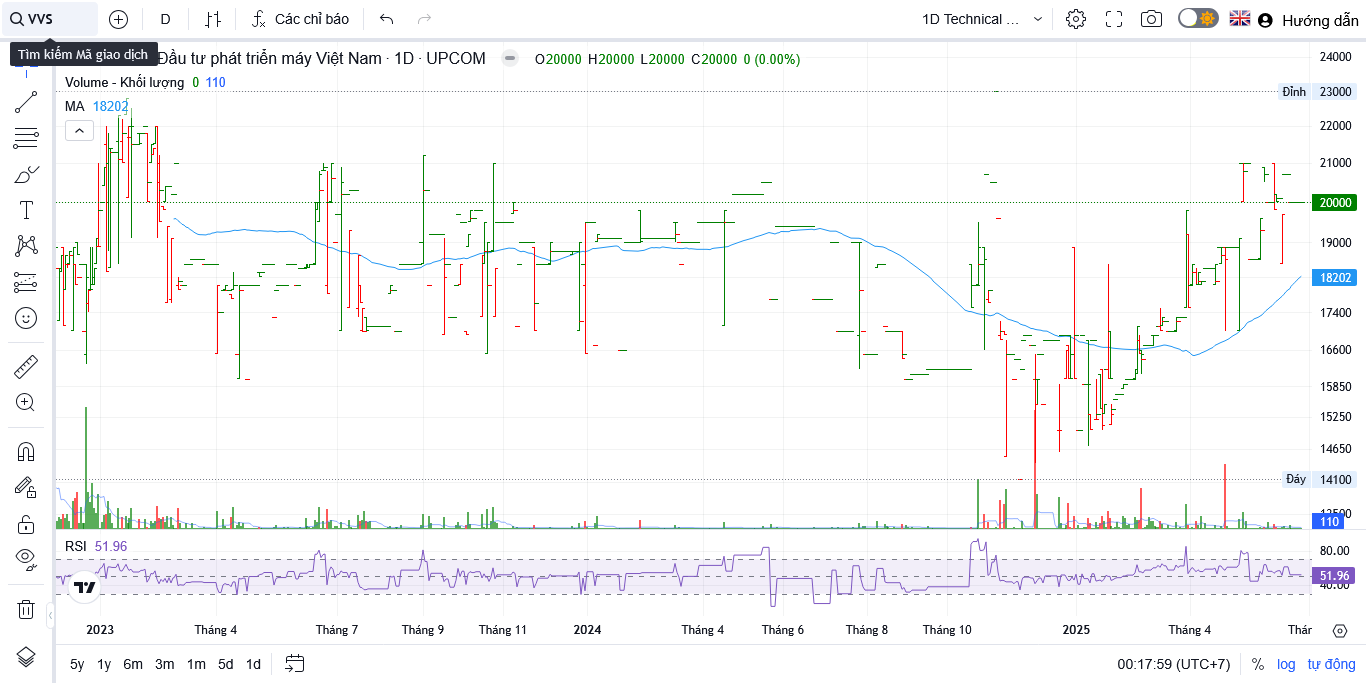 VVS
D
Các chỉ báo
1D Technical ...
Hướng dẫn
Tìm kiếm Mã giao dịch
Đầu tư phát triển máy Việt Nam · 1D · UPCOM
O20000 H20000 L20000 C20000 0 (0.00%)
Volume - Khối lượng 0 110
MA 18202
24000
Đỉnh 23000
22000
21000
20000
19000
18202
17400
16600
15850
15250
14650
Đáy 14100
110
RSI 51.96
80.00
51.96
40.00
2023
Tháng 4
Tháng 7
Tháng 9
Tháng 11
2024
Tháng 4
Tháng 6
Tháng 8
Tháng 10
2025
Tháng 4
Thár
5y 1y 6m 3m 1m 5d 1d
00:17:59 (UTC+7)
% log tự động